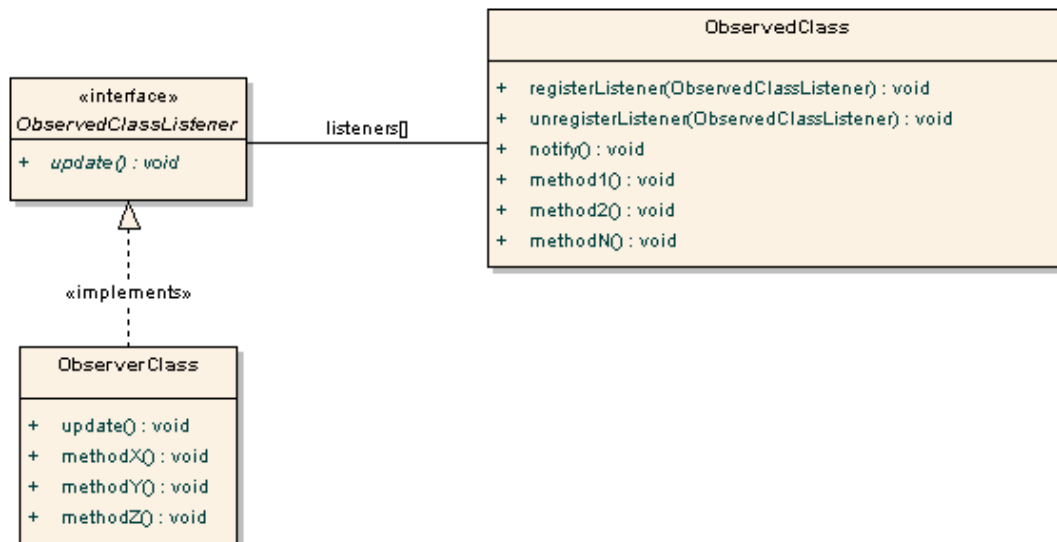 ObservedClass
+ registerListener(ObservedClassListener) : void
+ unregisterListener(ObservedClassListener) : void
+ notify() : void
+ method1() : void
+ method2() : void
+ methodN() : void
«interface»
ObservedClassListener
+ update() : void
listeners[]
«implements»
ObserverClass
+ update() : void
+ methodX() : void
+ methodY() : void
+ methodZ() : void